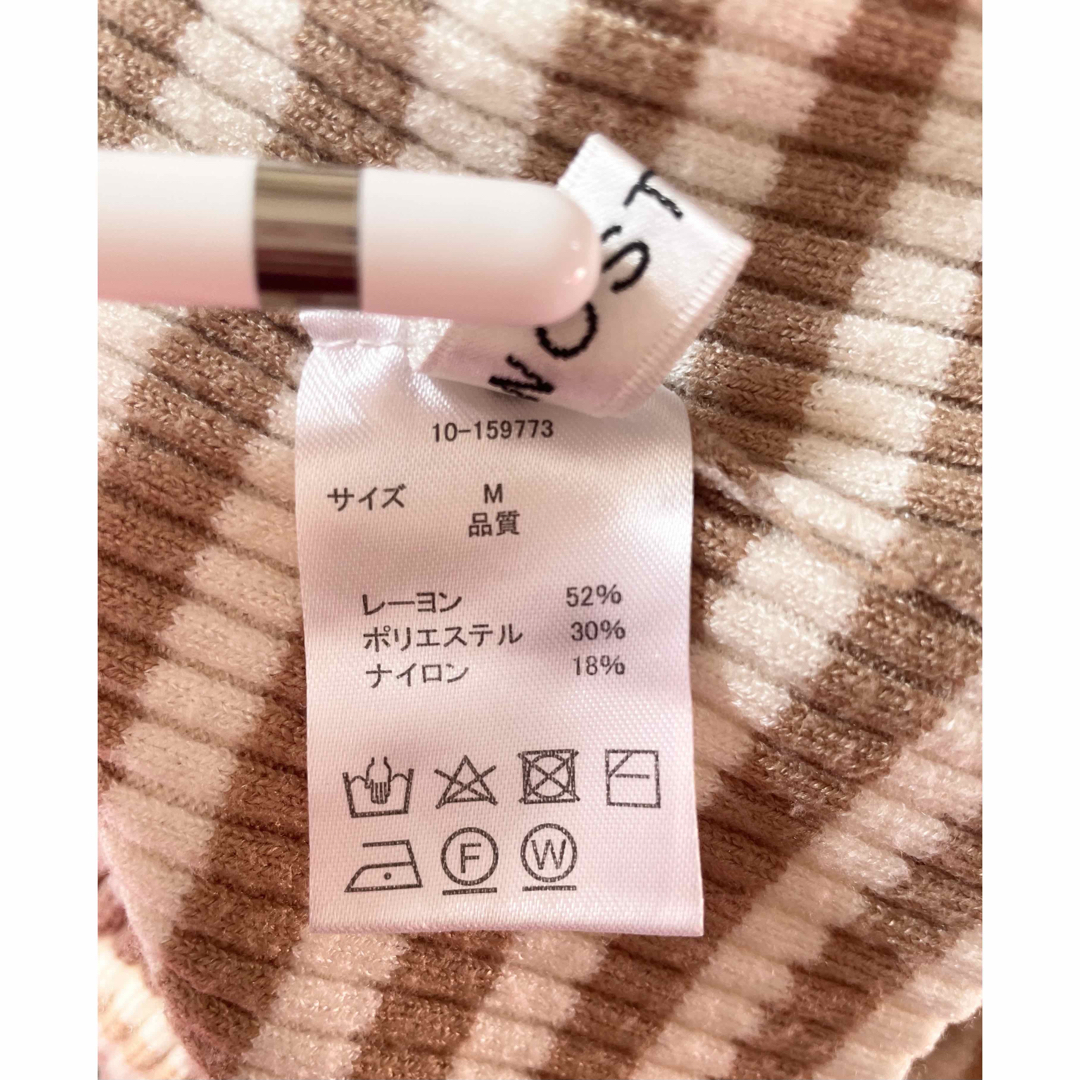 NCST
10-159773
サイズ M
品質
レーヨン 52%
ポリエステル 30%
ナイロン 18%
F W